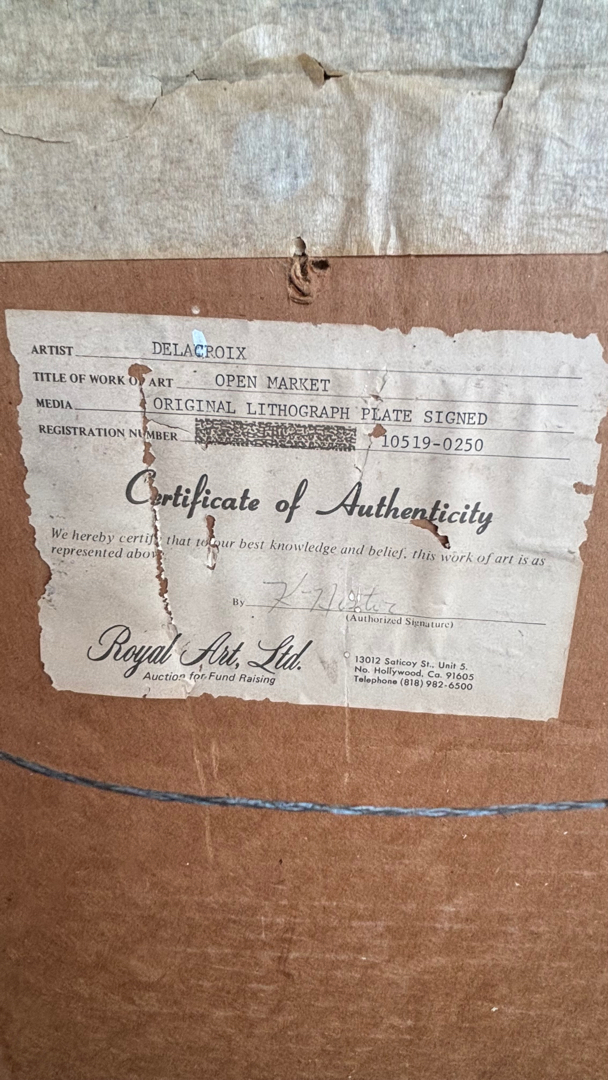 ARTIST DELACROIX
TITLE OF WORK OF ART OPEN MARKET
MEDIA ORIGINAL LITHOGRAPH PLATE SIGNED
REGISTRATION NUMBER 10519-0250
Certificate of Authenticity
We hereby certify that to our best knowledge and belief, this work of art is as
represented above
By
(Authorized Signature)
Royal Art, Ltd.
Auction for Fund Raising
13012 Saticoy St., Unit 5.
No. Hollywood, Ca. 91605
Telephone (818) 982-6500